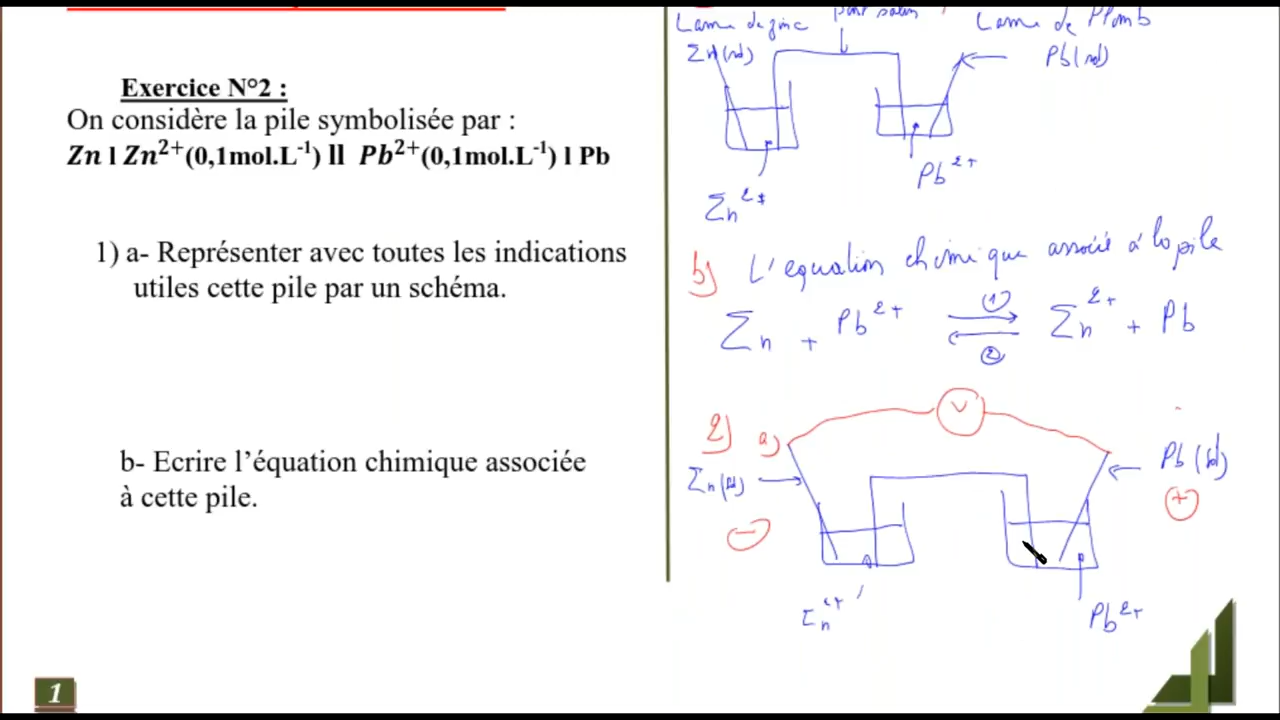 Exercice N°2 :
On considère la pile symbolisée par :
Zn l Zn²⁺(0,1mol.L⁻¹) ll Pb²⁺(0,1mol.L⁻¹) l Pb
1) a- Représenter avec toutes les indications
utiles cette pile par un schéma.
b- Ecrire l’équation chimique associée
à cette pile.
1
Lame de zinc
pont salin
Lame de Plomb
Zn(sd)
Pb(sd)
Zn²⁺
Pb²⁺
b) L'equation chimique associé à la pile
Zn + Pb²⁺ ⇌ Zn²⁺ + Pb
(1)
(2)
2) a)
V
Zn(sd)
Pb(sd)
-
+
Zn²⁺
Pb²⁺